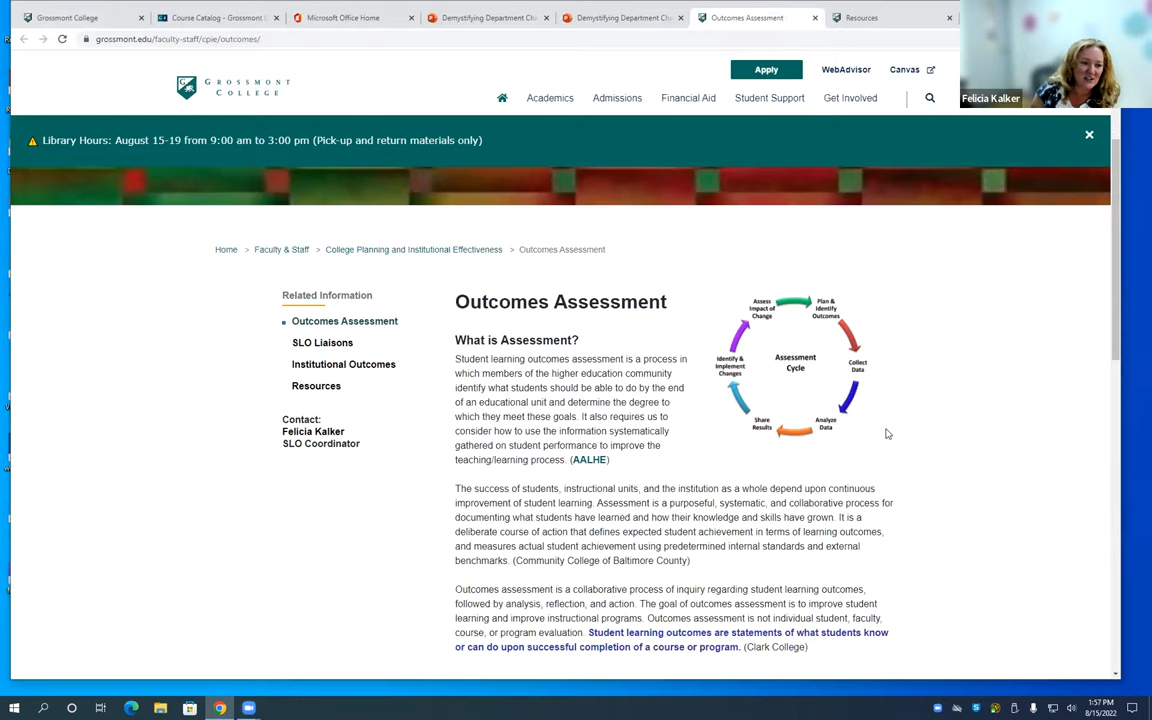 Grossmont College
Course Catalog - Grossmont C
Microsoft Office Home
Demystifying Department Cha
Demystifying Department Cha
Outcomes Assessment
Resources
grossmont.edu/faculty-staff/cpie/outcomes/
Apply
WebAdvisor
Canvas
GROSSMONT
COLLEGE
Academics
Admissions
Financial Aid
Student Support
Get Involved
Felicia Kalker
Library Hours: August 15-19 from 9:00 am to 3:00 pm (Pick-up and return materials only)
Home > Faculty & Staff > College Planning and Institutional Effectiveness > Outcomes Assessment
Related Information
Outcomes Assessment
SLO Liaisons
Institutional Outcomes
Resources
Contact:
Felicia Kalker
SLO Coordinator
Outcomes Assessment
What is Assessment?
Student learning outcomes assessment is a process in
which members of the higher education community
identify what students should be able to do by the end
of an educational unit and determine the degree to
which they meet these goals. It also requires us to
consider how to use the information systematically
gathered on student performance to improve the
teaching/learning process. (AALHE)
Assess
Impact of
Change
Plan &
Identify
Outcomes
Identify &
Implement
Changes
Assessment
Cycle
Collect
Data
Share
Results
Analyze
Data
The success of students, instructional units, and the institution as a whole depend upon continuous
improvement of student learning. Assessment is a purposeful, systematic, and collaborative process for
documenting what students have learned and how their knowledge and skills have grown. It is a
deliberate course of action that defines expected student achievement in terms of learning outcomes,
and measures actual student achievement using predetermined internal standards and external
benchmarks. (Community College of Baltimore County)
Outcomes assessment is a collaborative process of inquiry regarding student learning outcomes,
followed by analysis, reflection, and action. The goal of outcomes assessment is to improve student
learning and improve instructional programs. Outcomes assessment is not individual student, faculty,
course, or program evaluation. Student learning outcomes are statements of what students know
or can do upon successful completion of a course or program. (Clark College)
1:57 PM
8/15/2022